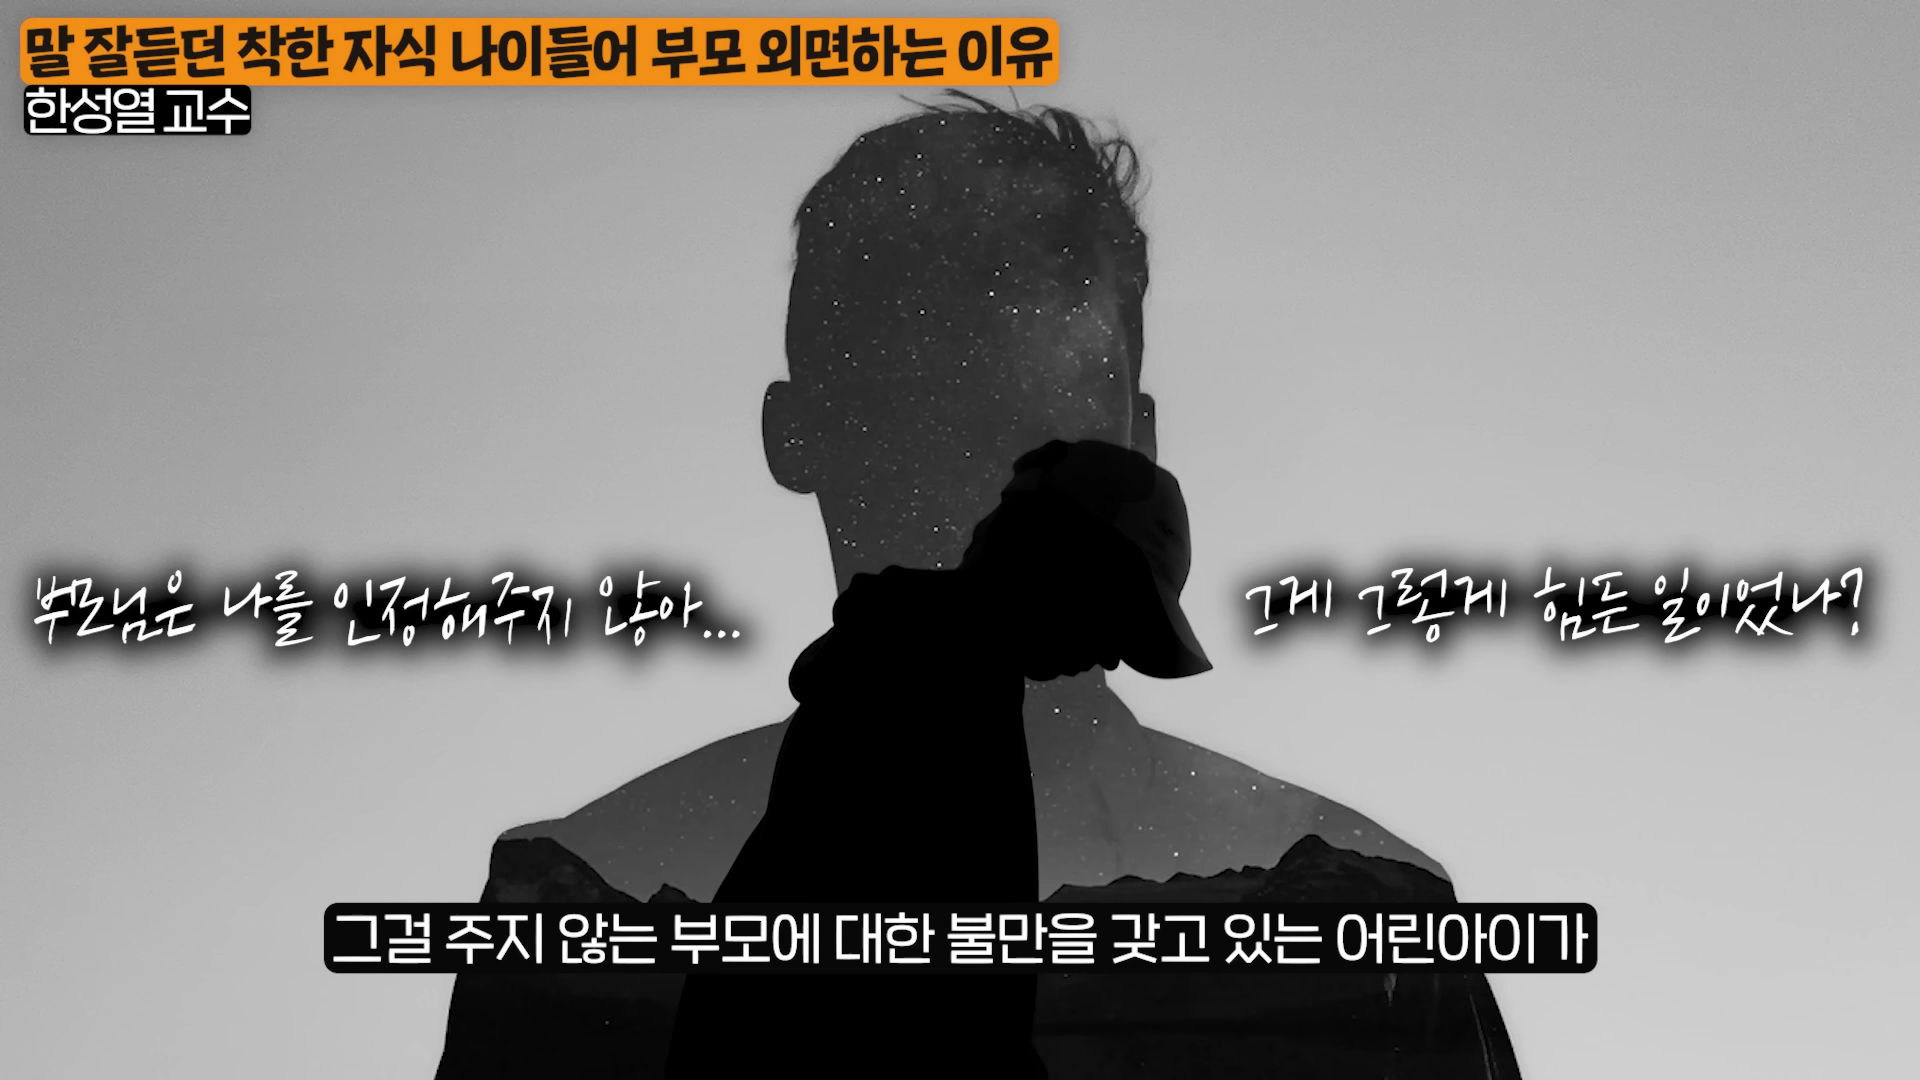 말 잘듣던 착한 자식 나이들어 부모 외면하는 이유
한성열 교수
부모님은 나를 인정해주지 않아...
그게 그렇게 힘든 일이었나?
그걸 주지 않는 부모에 대한 불만을 갖고 있는 어린아이가